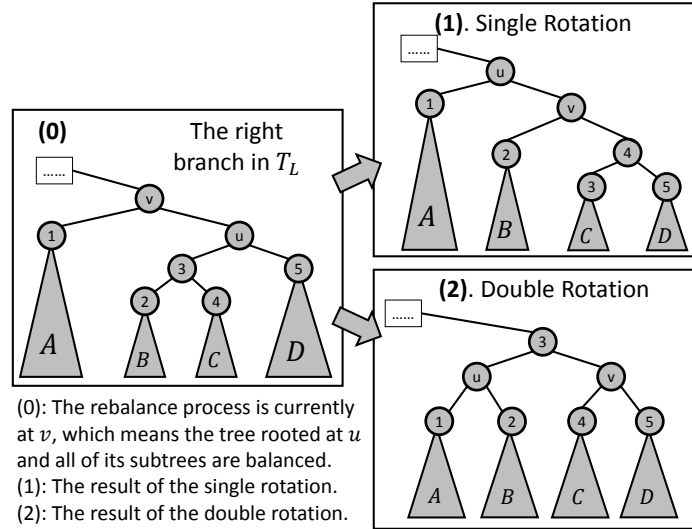 (1). Single Rotation
......
u
1
v
2
4
3
5
A
B
C
D
(0)
The right
branch in T_L
......
v
1
u
3
5
2
4
A
B
C
D
(2). Double Rotation
......
3
u
v
1
2
4
5
A
B
C
D
(0): The rebalance process is currently
at v, which means the tree rooted at u
and all of its subtrees are balanced.
(1): The result of the single rotation.
(2): The result of the double rotation.